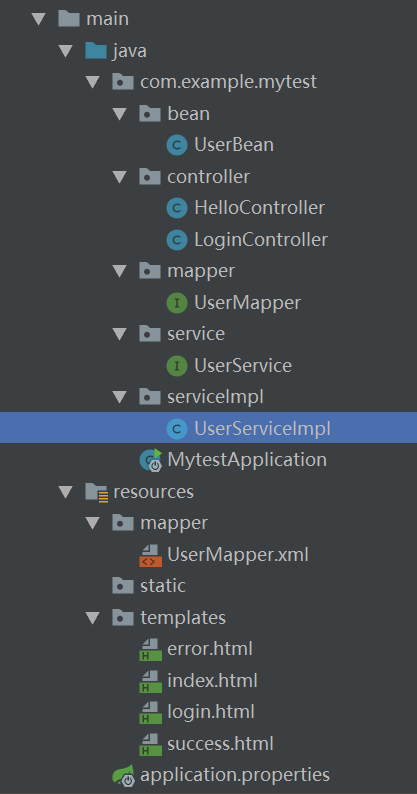 main
java
com.example.mytest
bean
UserBean
controller
HelloController
LoginController
mapper
UserMapper
service
UserService
serviceImpl
UserServiceImpl
MytestApplication
resources
mapper
UserMapper.xml
static
templates
error.html
index.html
login.html
success.html
application.properties